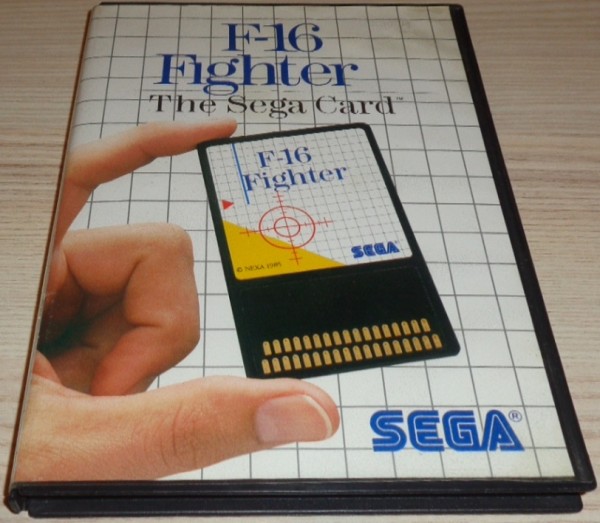 F-16
Fighter
The Sega Card™
F-16
Fighter
SEGA
© NEXA 1985
SEGA®